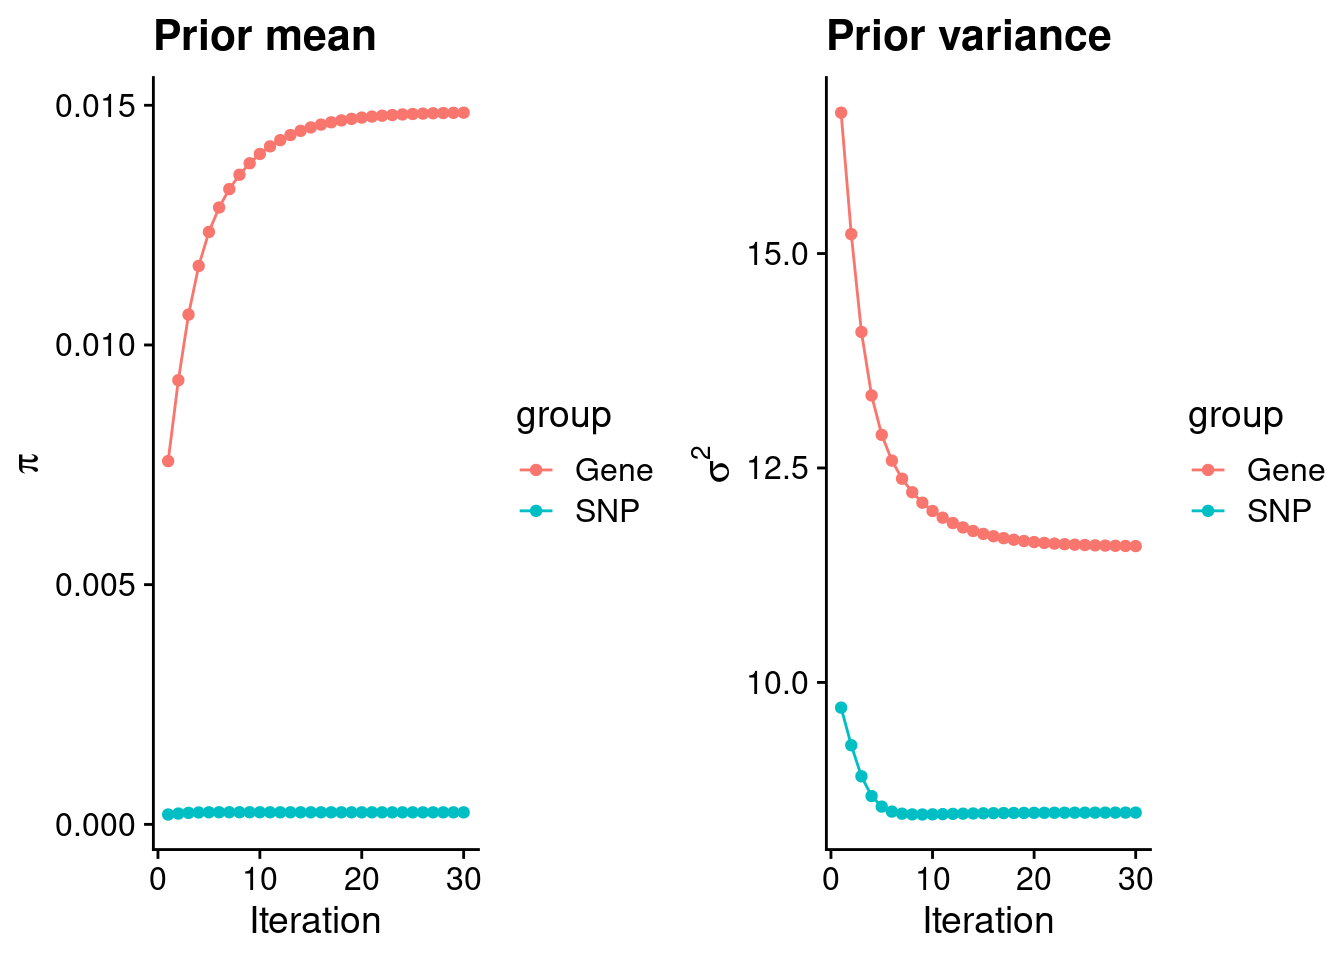 Prior mean
0.015
0.010
0.005
0.000
π
0 10 20 30
Iteration
group
Gene
SNP
Prior variance
15.0
12.5
10.0
σ²
0 10 20 30
Iteration
group
Gene
SNP